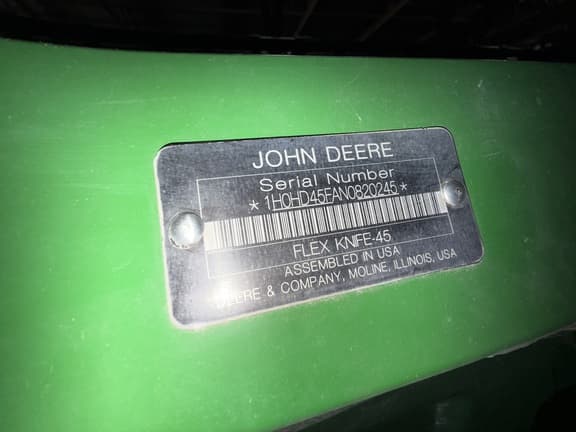 JOHN DEERE
Serial Number
*1H0HD45FAN0820245*
FLEX KNIFE-45
ASSEMBLED IN USA
DEERE & COMPANY, MOLINE, ILLINOIS, USA